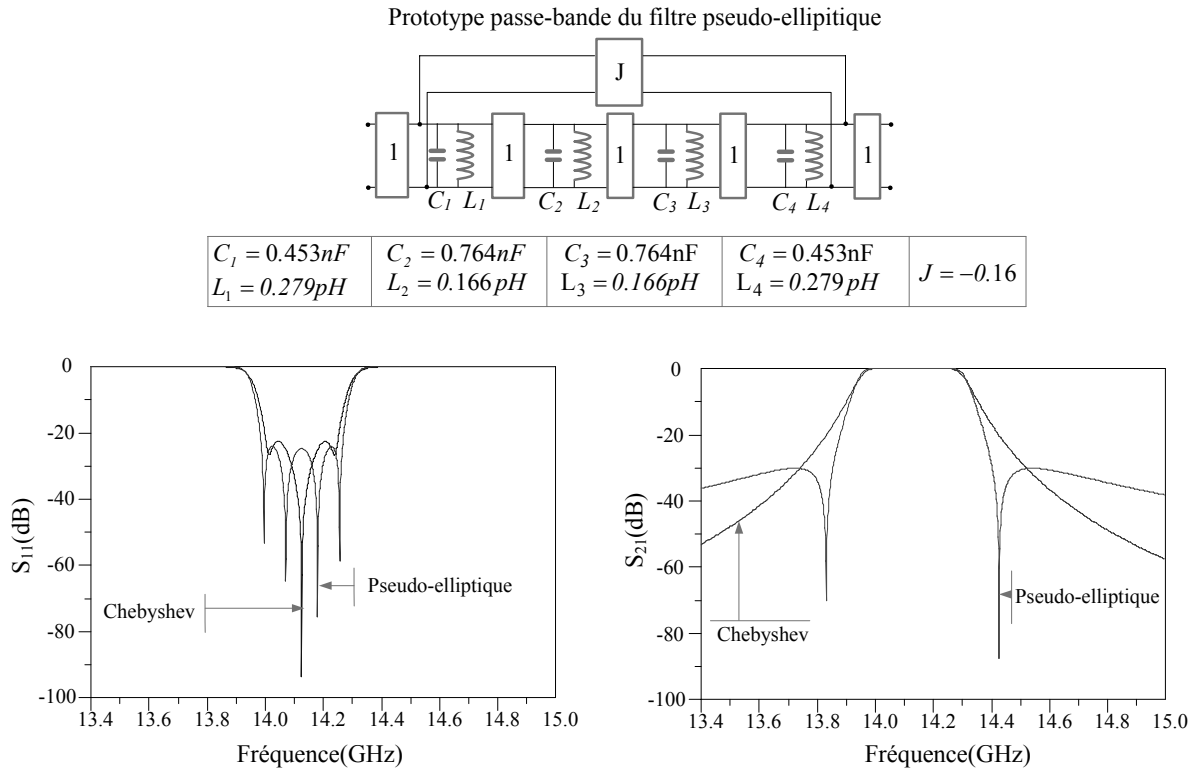 Prototype passe-bande du filtre pseudo-ellipitique
J
1 1 1 1 1
C1 L1 C2 L2 C3 L3 C4 L4
C1 = 0.453nF C2 = 0.764nF C3 = 0.764nF C4 = 0.453nF
L1 = 0.279pH L2 = 0.166pH L3 = 0.166pH L4 = 0.279pH J = −0.16
0
-20
-40
-60
-80
-100
S11(dB)
Pseudo-elliptique
Chebyshev
13.4 13.6 13.8 14.0 14.2 14.4 14.6 15.0
Fréquence(GHz)
0
-20
-40
-60
-80
-100
S21(dB)
Pseudo-elliptique
Chebyshev
13.4 13.6 13.8 14.0 14.2 14.4 14.6 14.8 15.0
Fréquence(GHz)